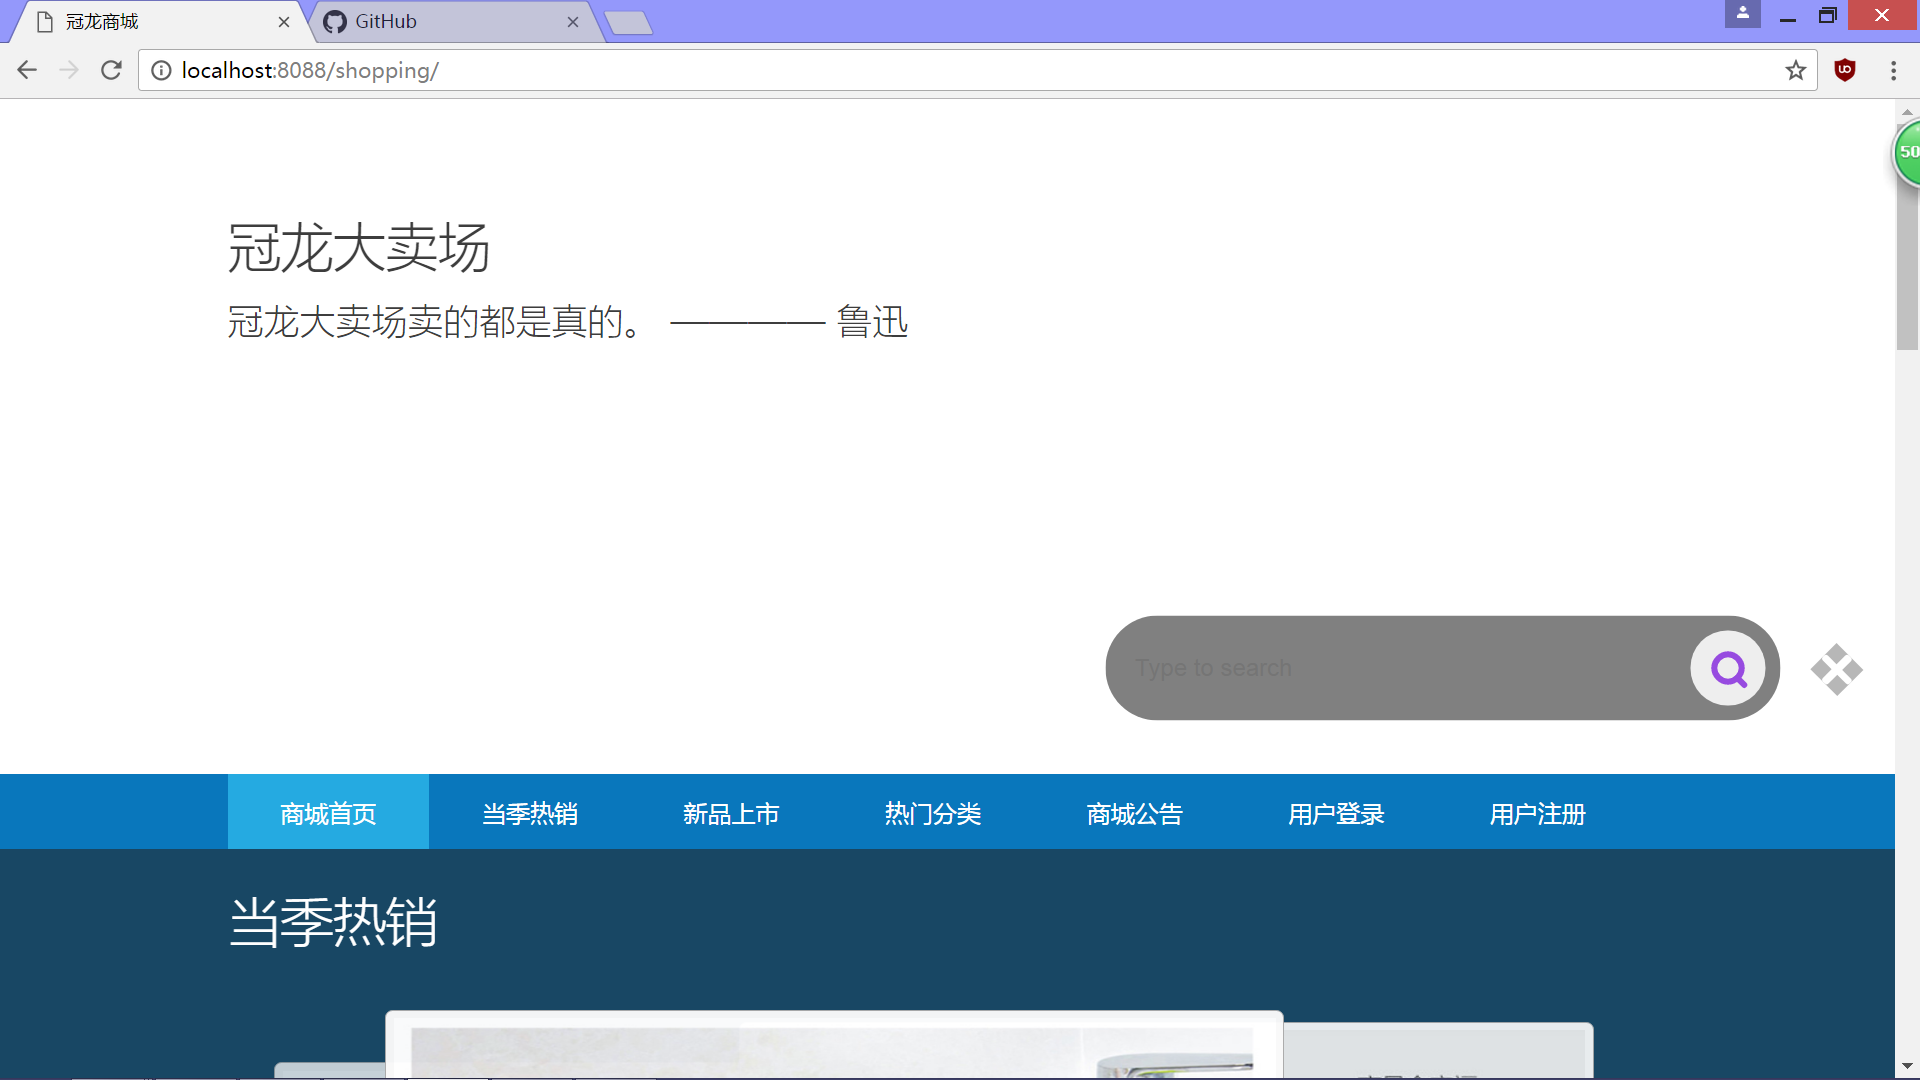 冠龙商城
GitHub
localhost:8088/shopping/
50
冠龙大卖场
冠龙大卖场卖的都是真的。 ———— 鲁迅
Type to search
商城首页 当季热销 新品上市 热门分类 商城公告 用户登录 用户注册
当季热销